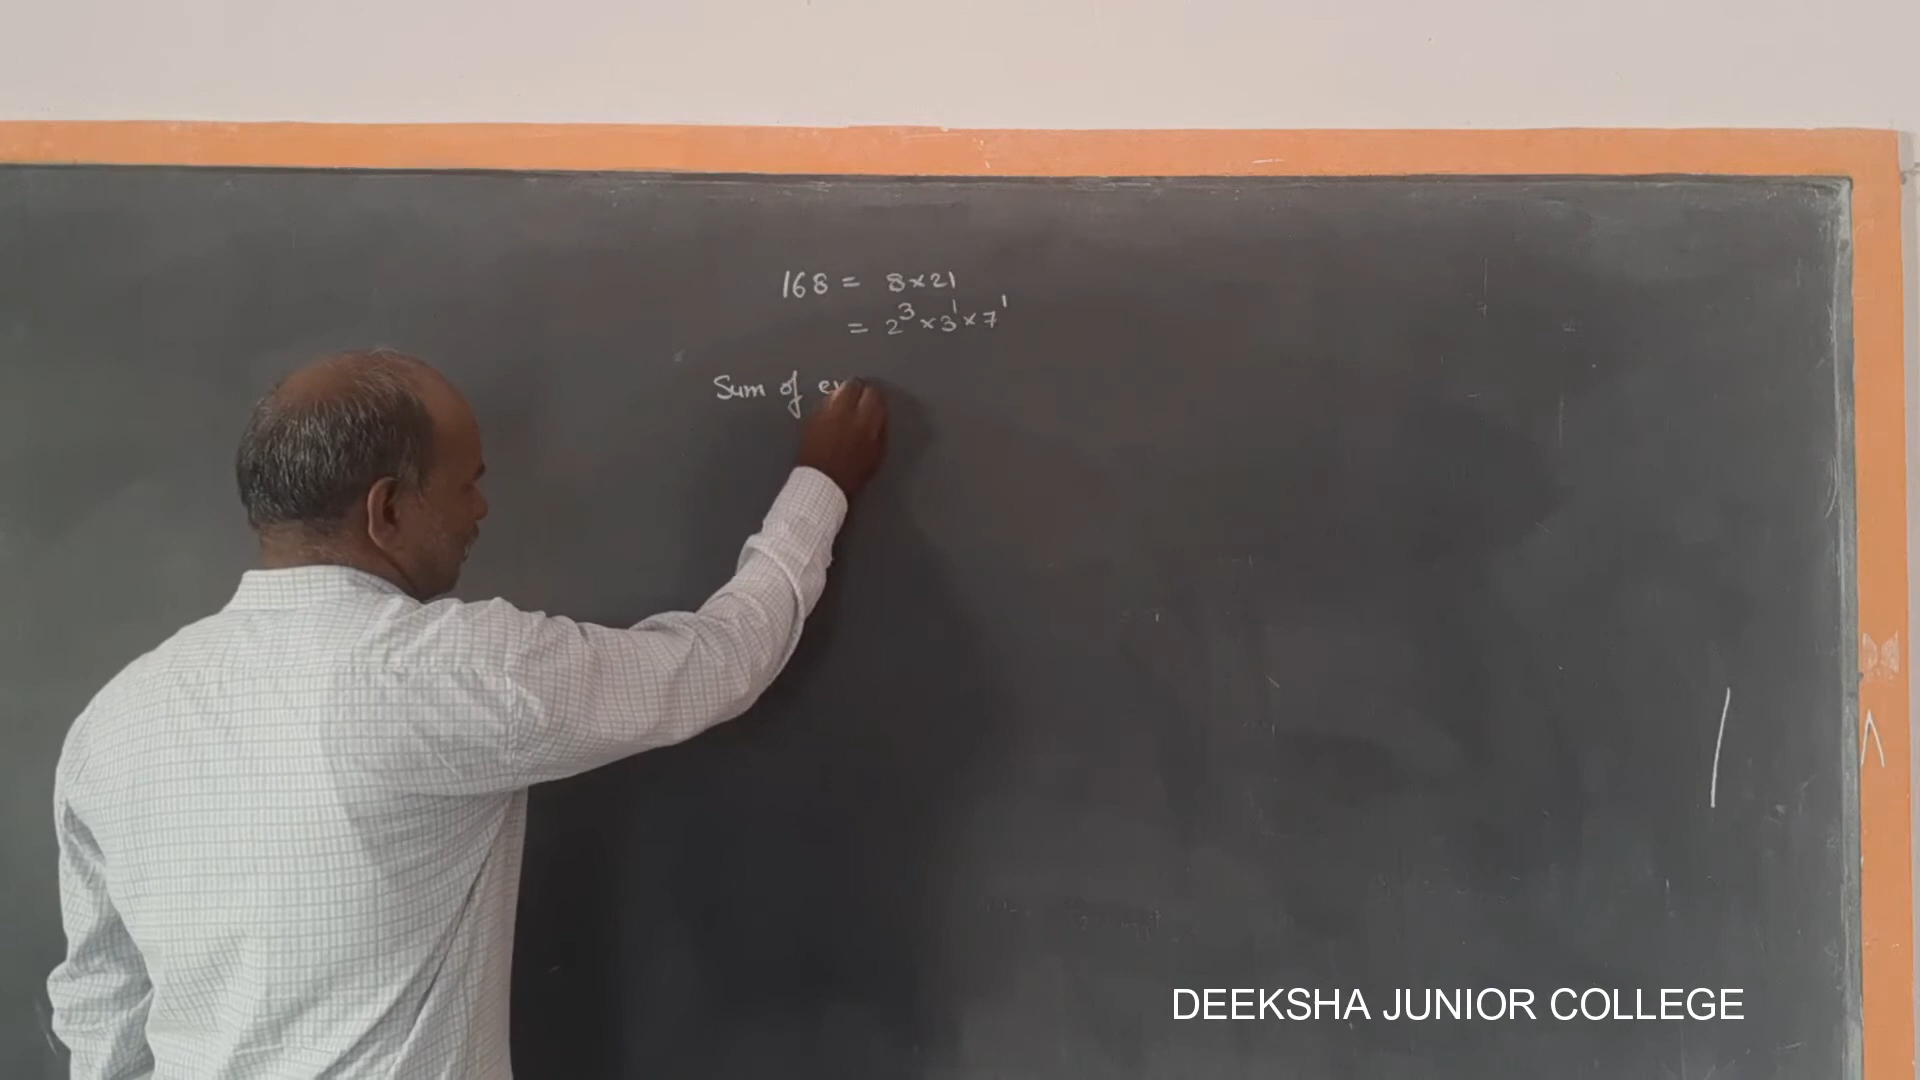 168 = 8×21
= 2³ × 3¹ × 7¹
Sum of
DEEKSHA JUNIOR COLLEGE